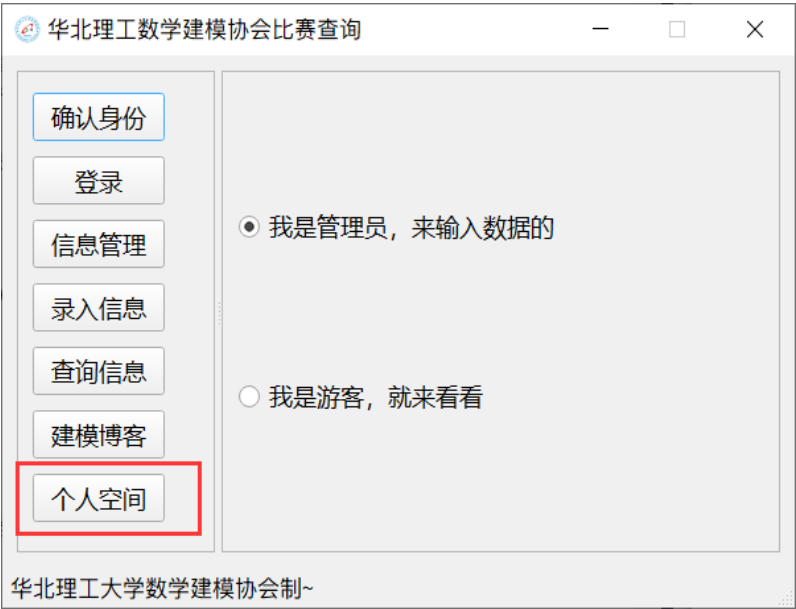 华北理工数学建模协会比赛查询
确认身份
登录
信息管理
录入信息
查询信息
建模博客
个人空间
我是管理员，来输入数据的
我是游客，就来看看
华北理工大学数学建模协会制~